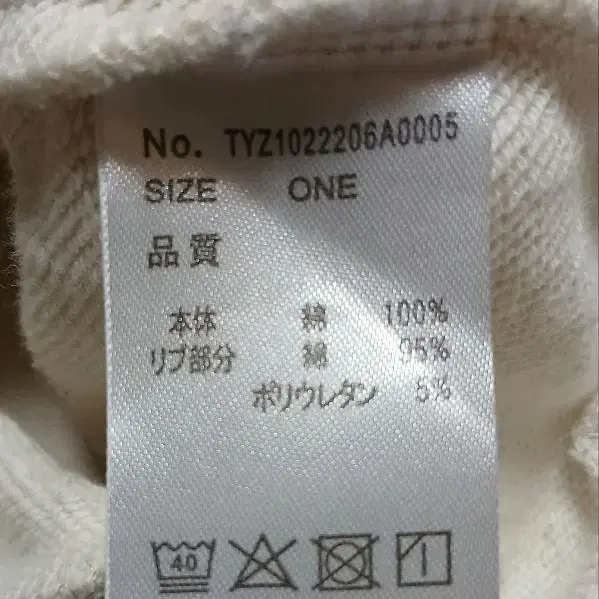 No. TYZ1022206A0005
SIZE ONE
品質
本体 綿 100%
リブ部分 綿 95%
ポリウレタン 5%
40